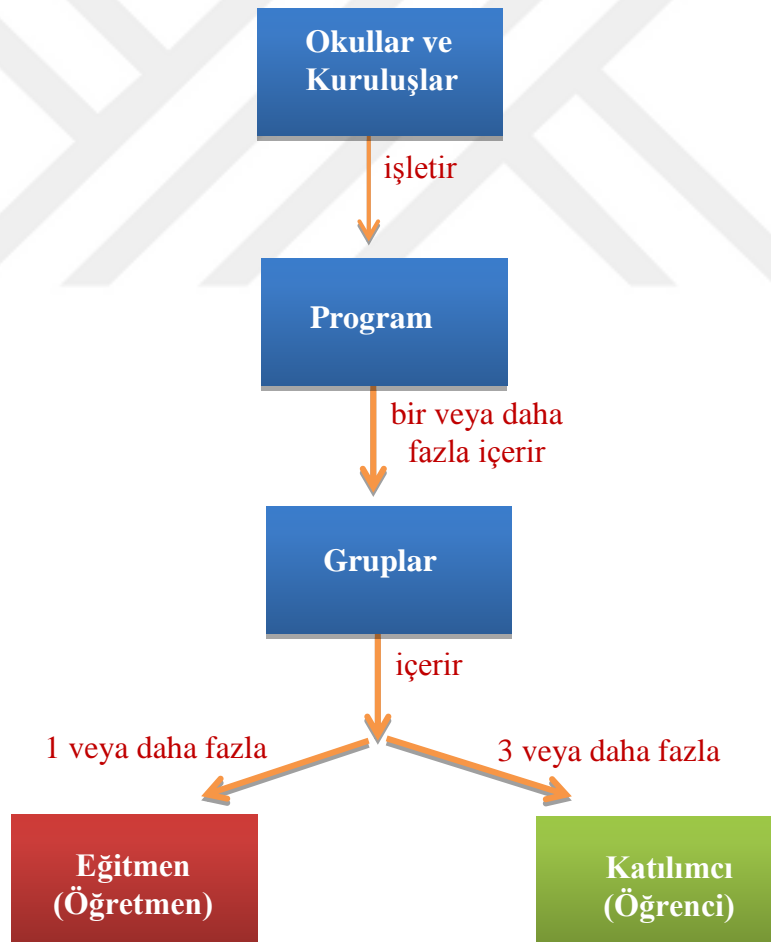 Okullar ve
Kuruluşlar
işletir
Program
bir veya daha
fazla içerir
Gruplar
içerir
1 veya daha fazla
3 veya daha fazla
Eğitmen
(Öğretmen)
Katılımcı
(Öğrenci)